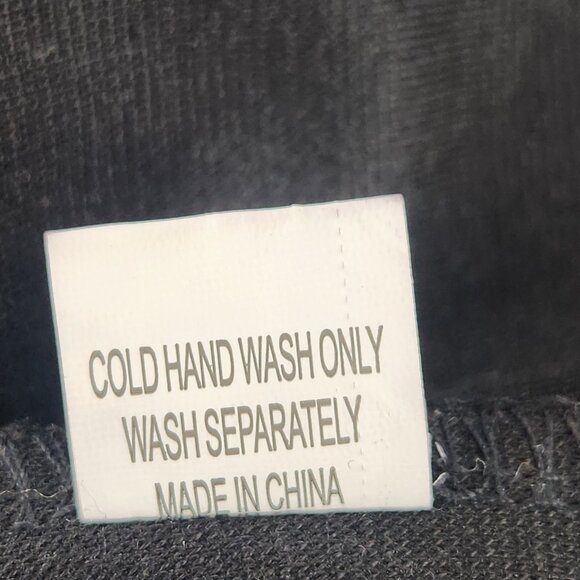 COLD HAND WASH ONLY
WASH SEPARATELY
MADE IN CHINA